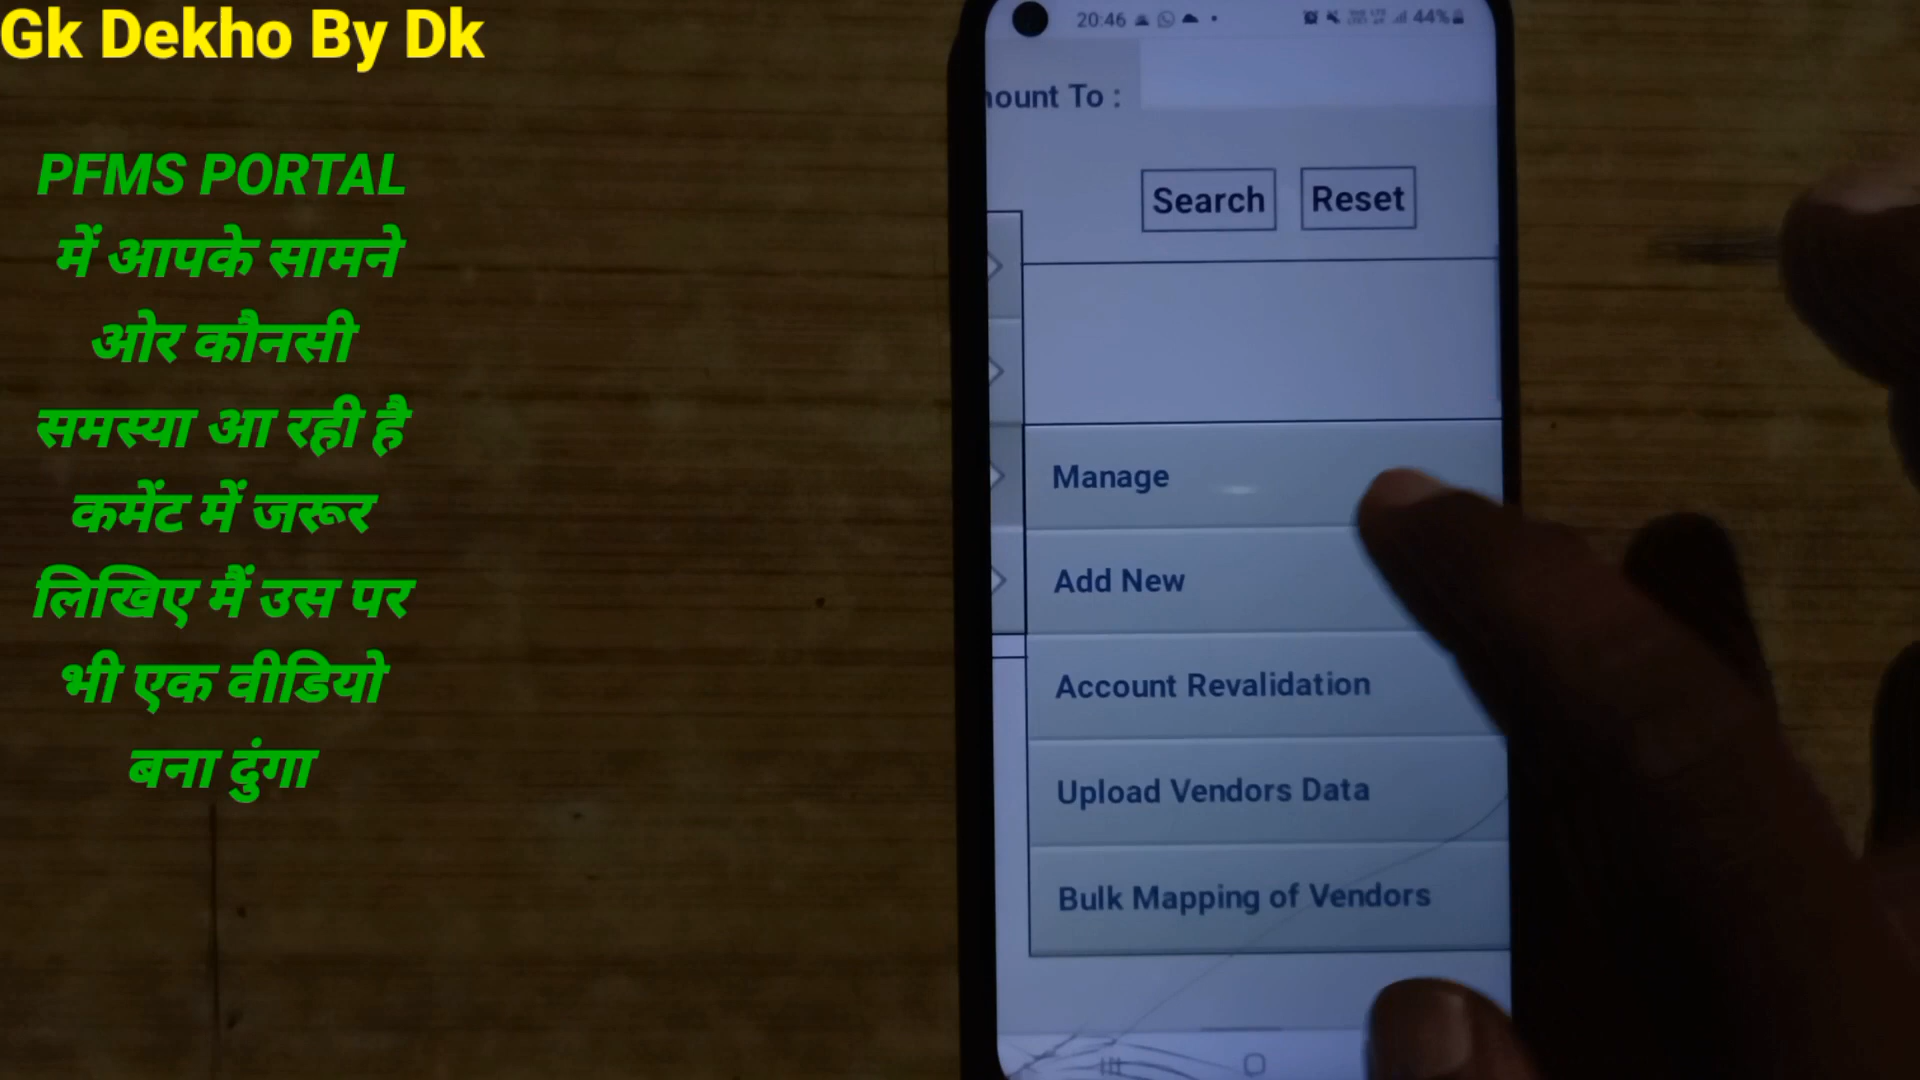 Gk Dekho By Dk
PFMS PORTAL
में आपके सामने
ओर कौनसी
समस्या आ रही है
कमेंट में जरूर
लिखिए मैं उस पर
भी एक वीडियो
बना दुंगा
20:46
44%
ount To :
Search Reset
Manage
Add New
Account Revalidation
Upload Vendors Data
Bulk Mapping of Vendors